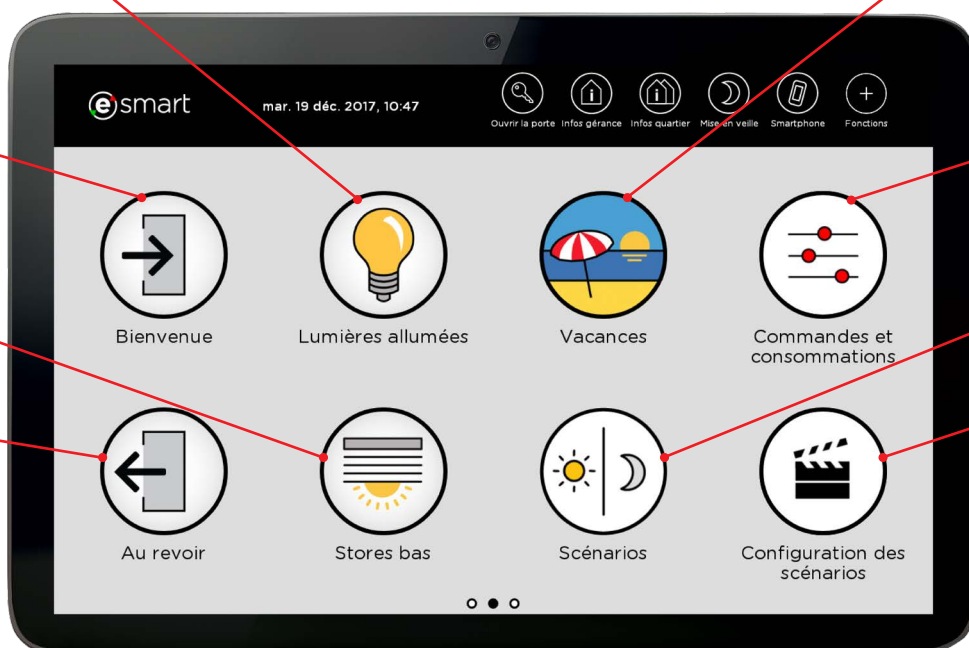 esmart
mar. 19 déc. 2017, 10:47
Ouvrir la porte
Infos gérance
Infos quartier
Mise en veille
Smartphone
Fonctions
Bienvenue
Lumières allumées
Vacances
Commandes et
consommations
Au revoir
Stores bas
Scénarios
Configuration des
scénarios